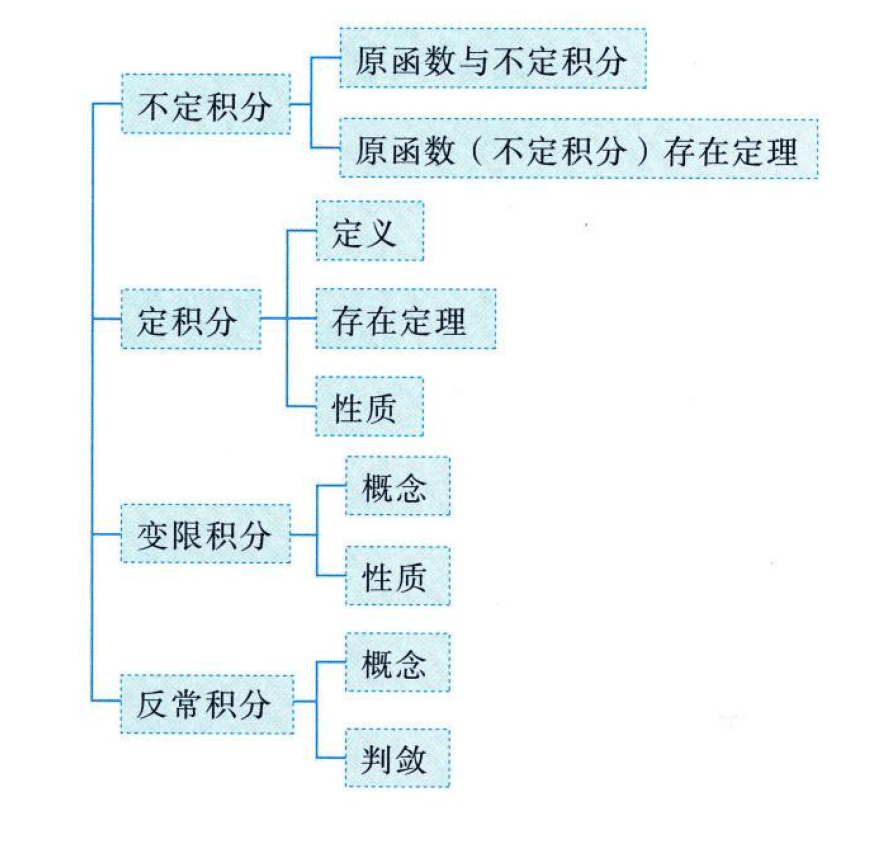 不定积分
原函数与不定积分
原函数（不定积分）存在定理
定积分
定义
存在定理
性质
变限积分
概念
性质
反常积分
概念
判敛